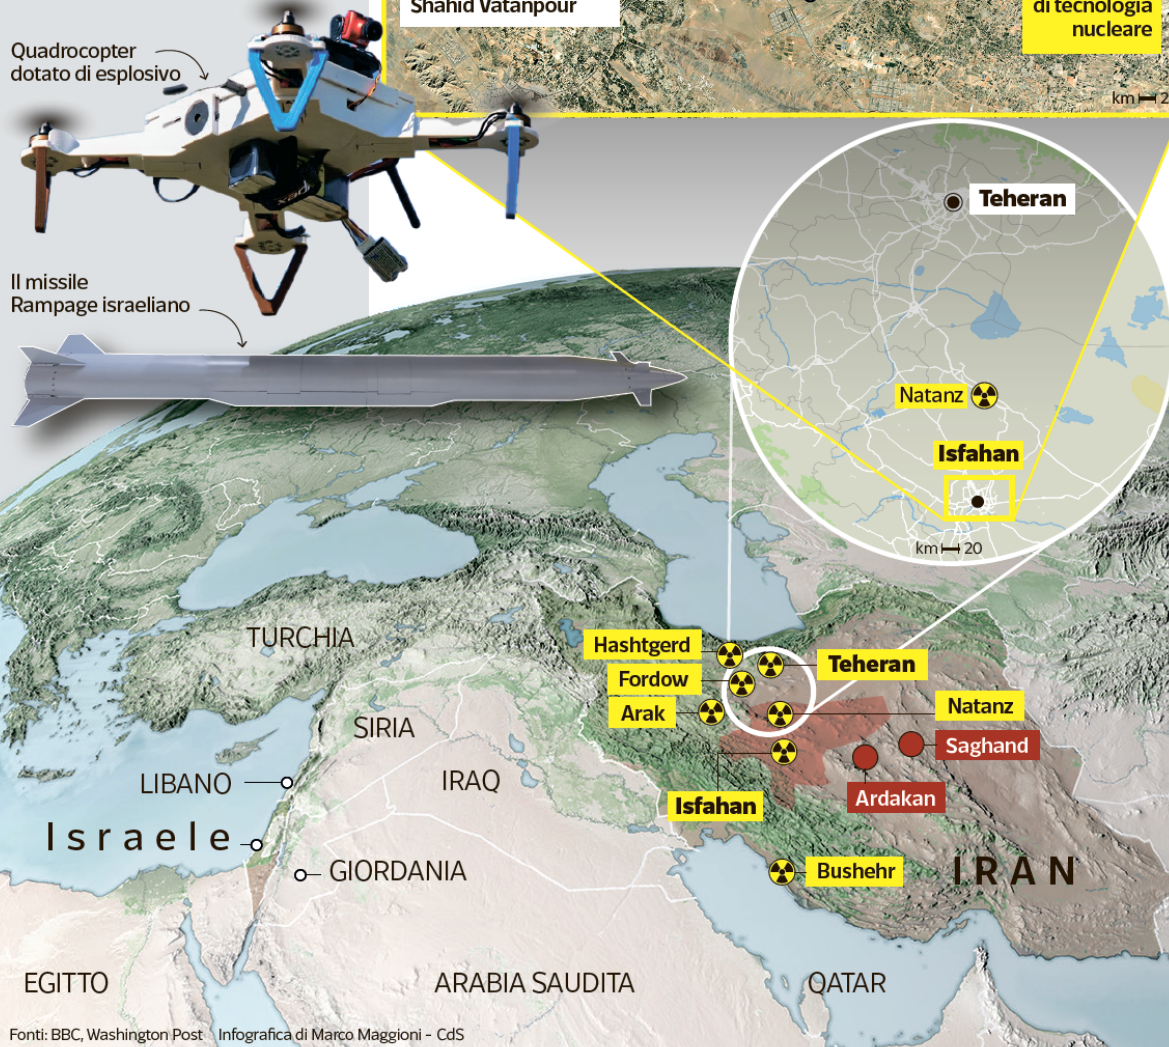 Shahid Vatanpour
di tecnologia
nucleare
km 2
Quadrocopter
dotato di esplosivo
Il missile
Rampage israeliano
Teheran
Natanz
Isfahan
km 20
TURCHIA
Hashtgerd
Teheran
Fordow
Arak
Natanz
SIRIA
Saghand
LIBANO
IRAQ
Ardakan
Isfahan
Israele
GIORDANIA
Bushehr
IRAN
EGITTO
ARABIA SAUDITA
QATAR
Fonti: BBC, Washington Post Infografica di Marco Maggioni - CdS